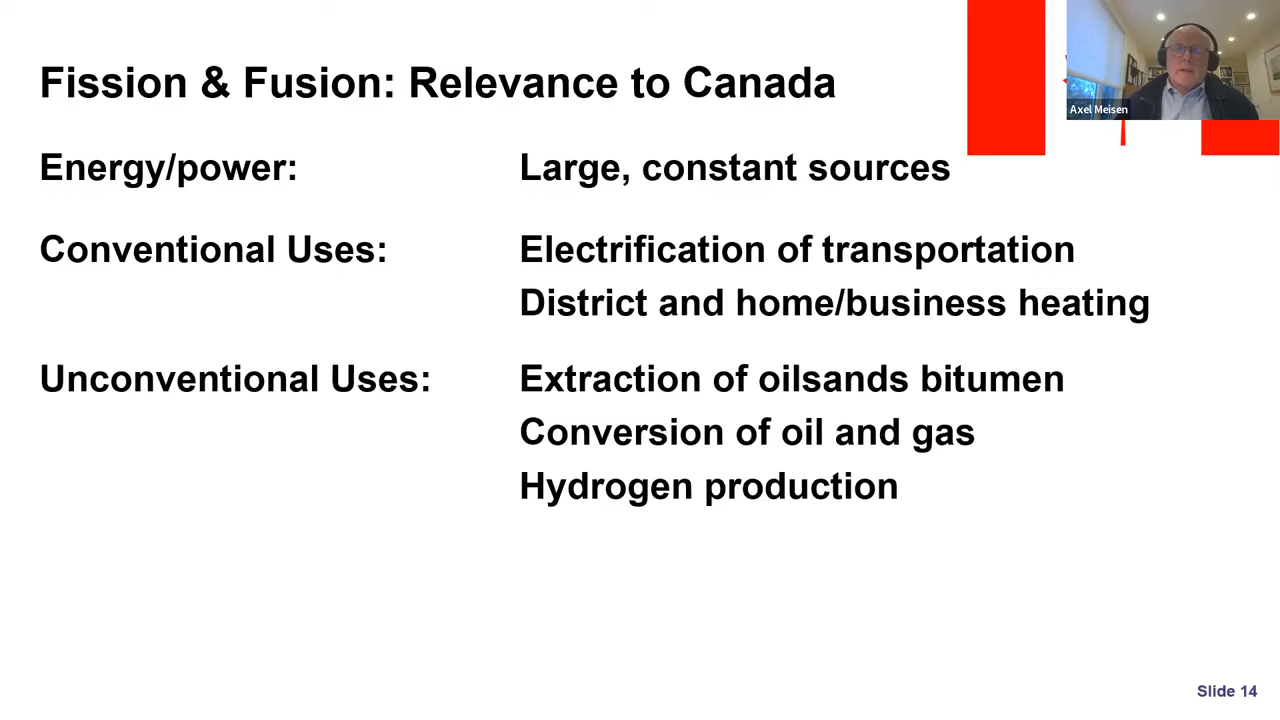 Fission & Fusion: Relevance to Canada
Axel Meisen
Energy/power: Large, constant sources
Conventional Uses: Electrification of transportation
District and home/business heating
Unconventional Uses: Extraction of oilsands bitumen
Conversion of oil and gas
Hydrogen production
Slide 14